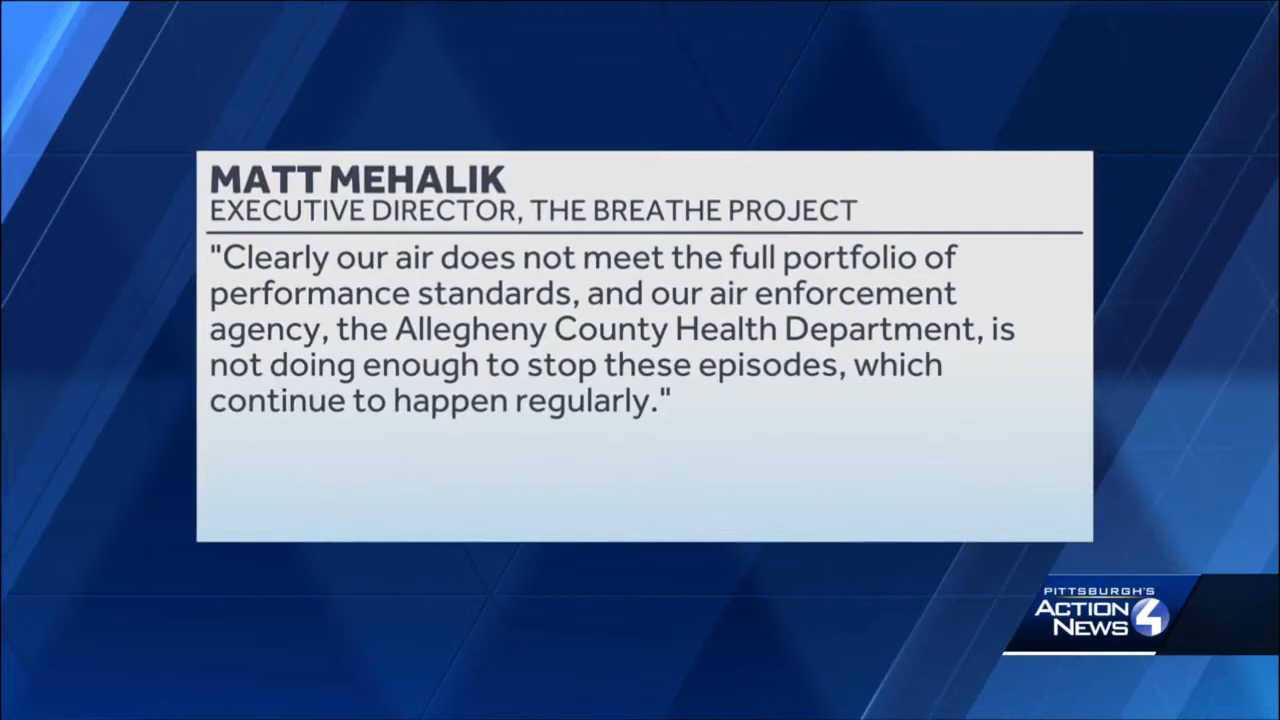 MATT MEHALIK
EXECUTIVE DIRECTOR, THE BREATHE PROJECT
"Clearly our air does not meet the full portfolio of
performance standards, and our air enforcement
agency, the Allegheny County Health Department, is
not doing enough to stop these episodes, which
continue to happen regularly."
PITTSBURGH'S
ACTION
NEWS 4